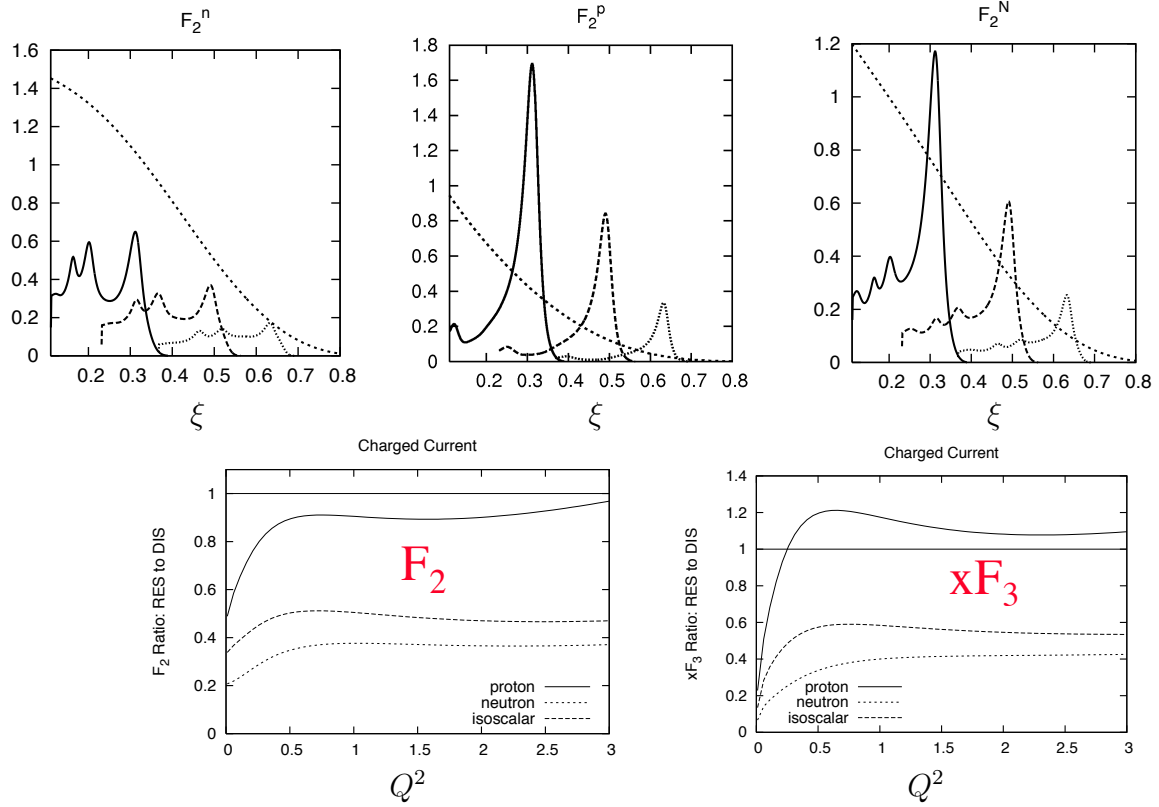 F₂ⁿ
F₂ᵖ
F₂ᴺ
1.6
1.4
1.2
1
0.8
0.6
0.4
0.2
0
0.2 0.3 0.4 0.5 0.6 0.7 0.8
ξ
1.8
1.6
1.4
1.2
1
0.8
0.6
0.4
0.2
0
0.2 0.3 0.4 0.5 0.6 0.7 0.8
ξ
1.2
1
0.8
0.6
0.4
0.2
0
0.2 0.3 0.4 0.5 0.6 0.7 0.8
ξ
Charged Current
F₂ Ratio: RES to DIS
1
0.8
0.6
0.4
0.2
0
F₂
proton
neutron
isoscalar
0 0.5 1 1.5 2 2.5 3
Q²
Charged Current
xF₃ Ratio: RES to DIS
1.4
1.2
1
0.8
0.6
0.4
0.2
0
xF₃
proton
neutron
isoscalar
0 0.5 1 1.5 2 2.5 3
Q²